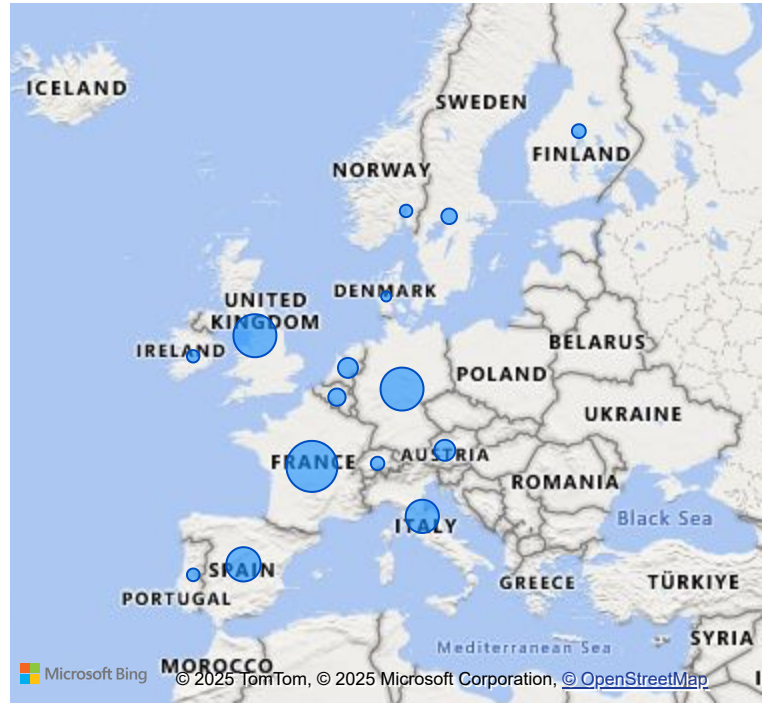 ICELAND
SWEDEN
FINLAND
NORWAY
DENMARK
UNITED
KINGDOM
IRELAND
BELARUS
POLAND
UKRAINE
FRANCE
AUSTRIA
ROMANIA
Black Sea
ITALY
SPAIN
PORTUGAL
GREECE
TÜRKIYE
SYRIA
Mediterranean Sea
MOROCCO
Microsoft Bing
© 2025 TomTom, © 2025 Microsoft Corporation, © OpenStreetMap